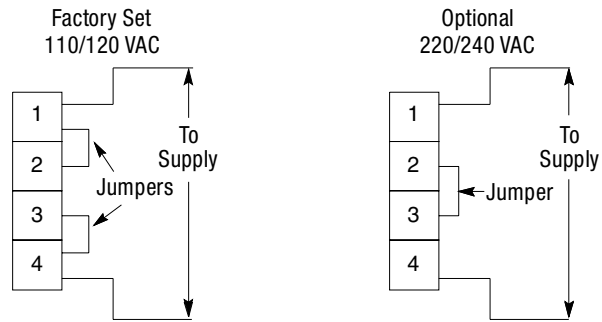 Factory Set
110/120 VAC
1
2
3
4
Jumpers
To
Supply
Optional
220/240 VAC
1
2
3
4
Jumper
To
Supply